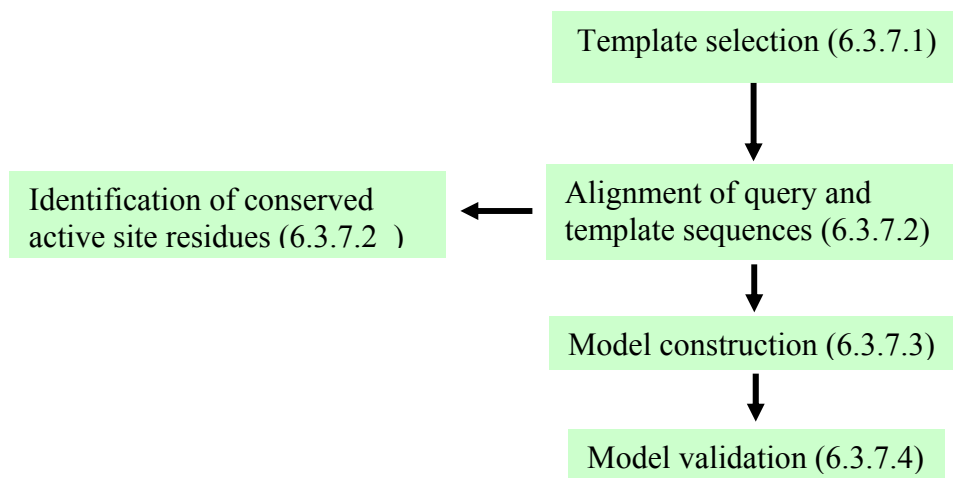 Template selection (6.3.7.1)
Identification of conserved
active site residues (6.3.7.2 )
Alignment of query and
template sequences (6.3.7.2)
Model construction (6.3.7.3)
Model validation (6.3.7.4)